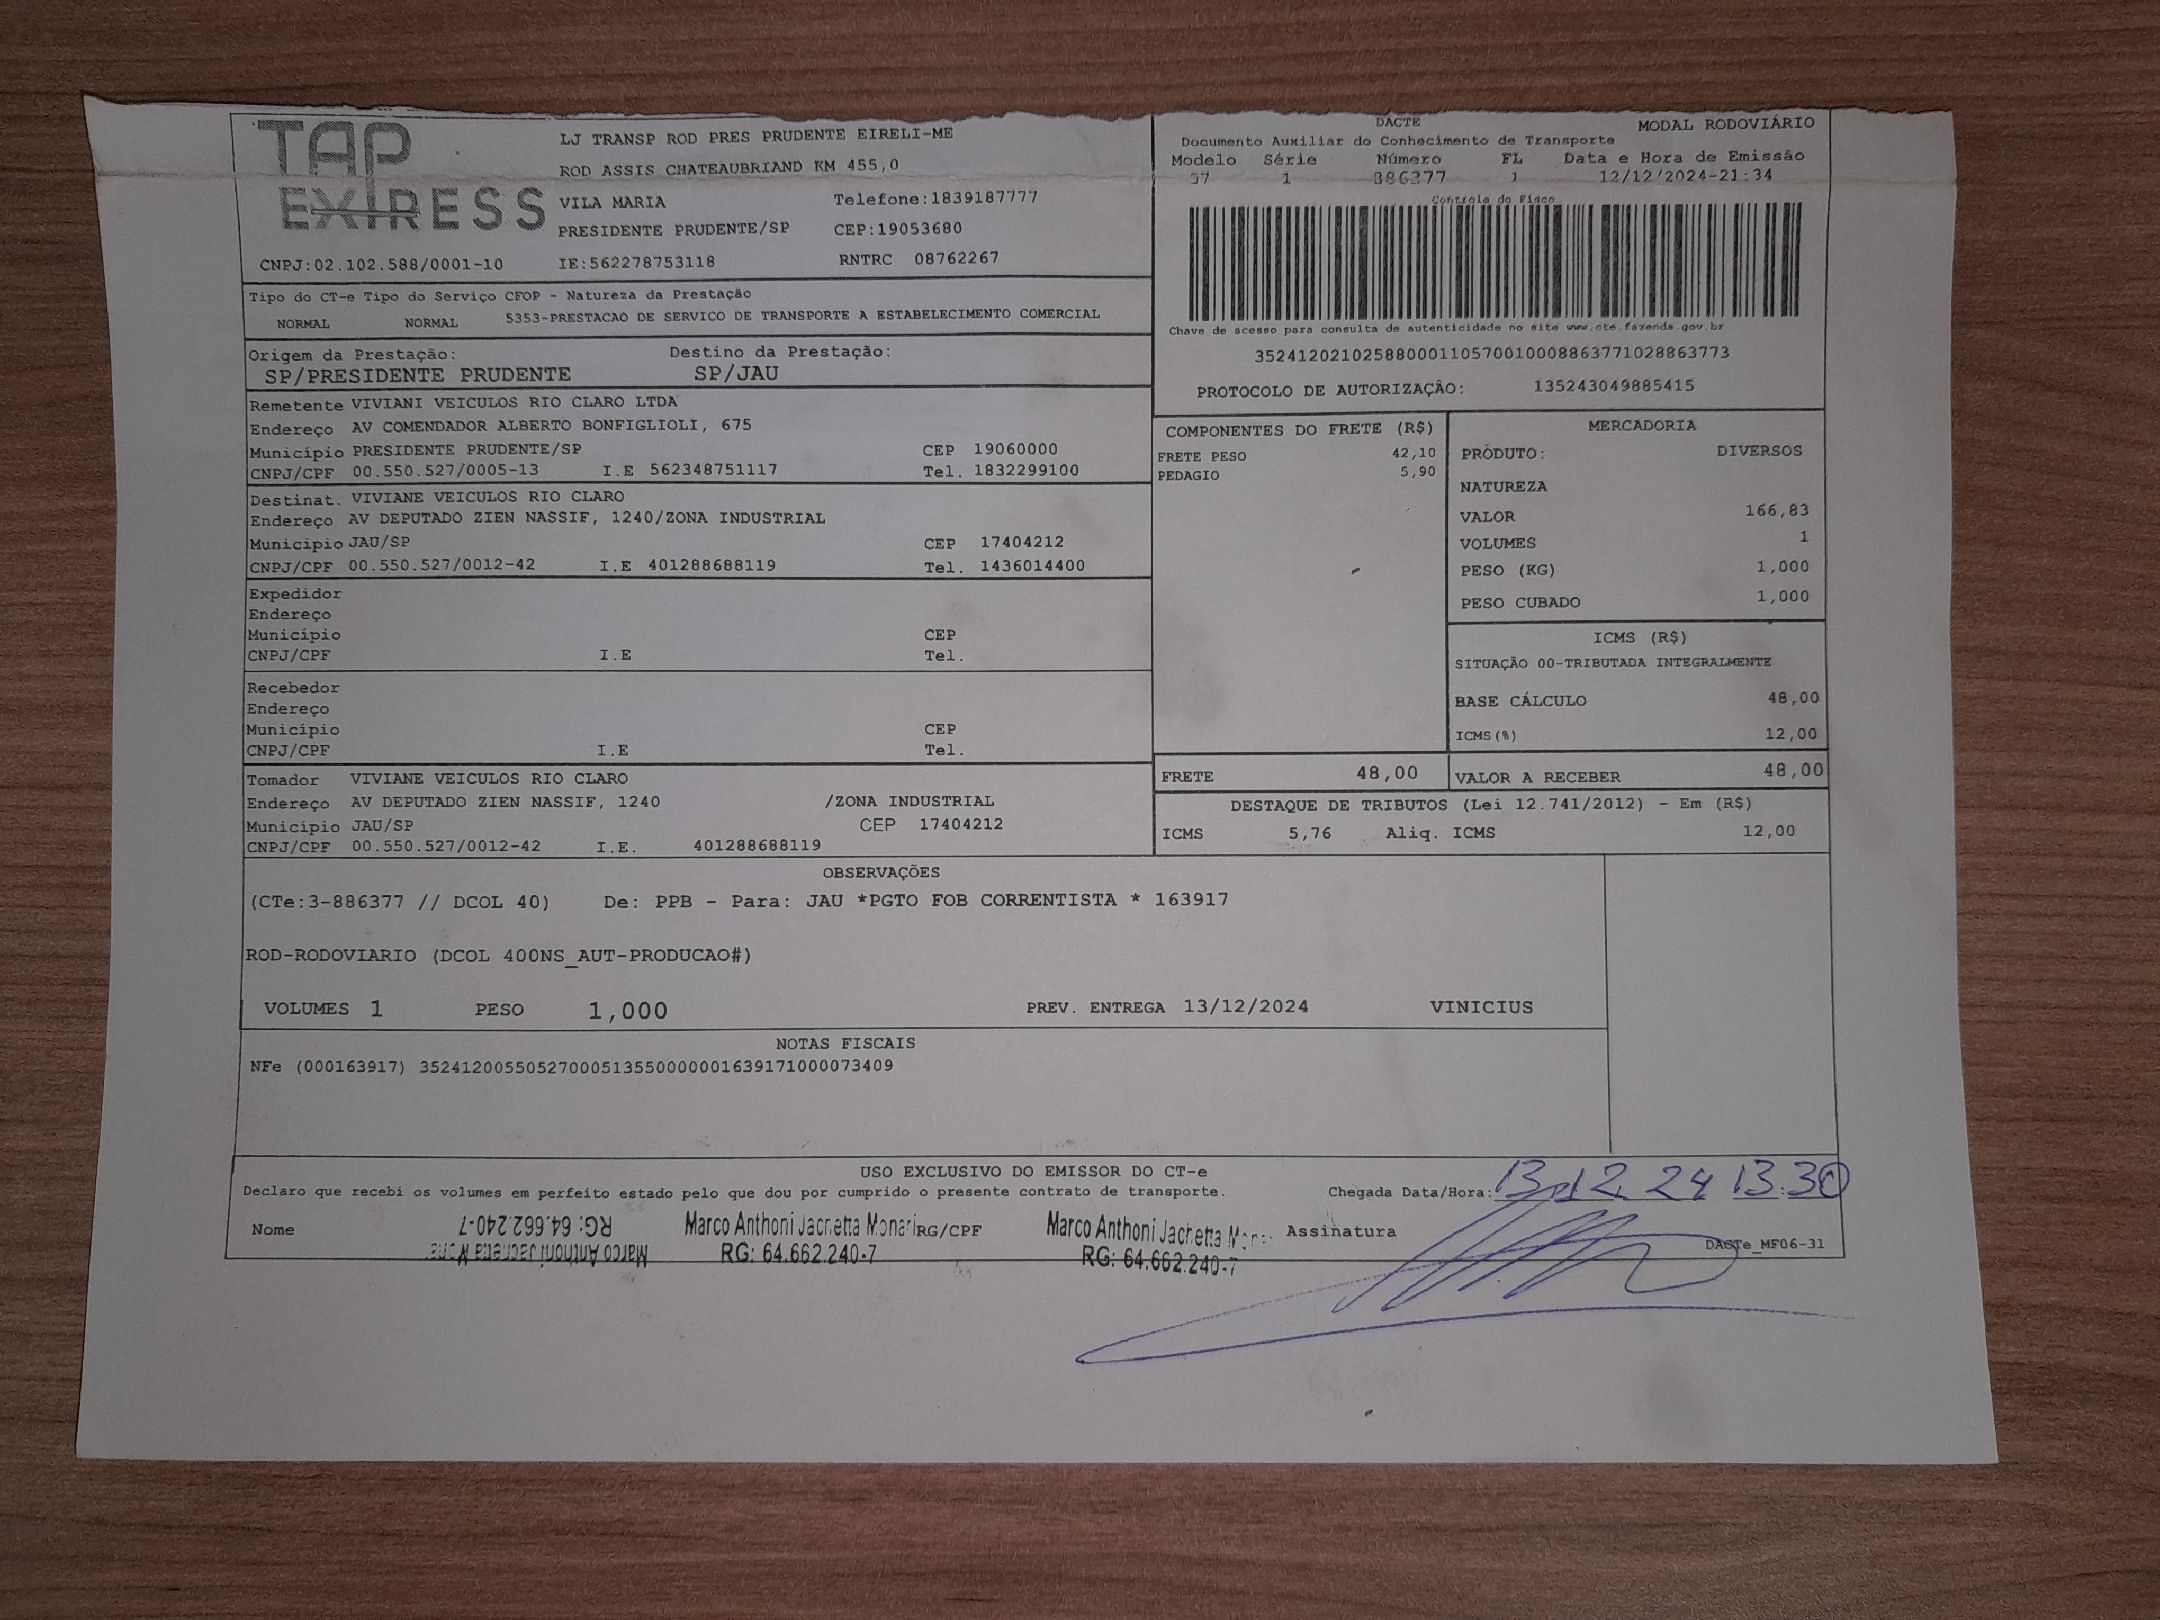 TAP
EXPRESS
LJ TRANSP ROD PRES PRUDENTE EIRELI-ME
ROD ASSIS CHATEAUBRIAND KM 455,0
VILA MARIA Telefone:1839187777
PRESIDENTE PRUDENTE/SP CEP:19053680
CNPJ:02.102.588/0001-10 IE:562278753118 RNTRC 08762267
DACTE MODAL RODOVIÁRIO
Documento Auxiliar do Conhecimento de Transporte
Modelo Série Número FL Data e Hora de Emissão
57 1 886377 1 12/12/2024-21:34
Controle do Fisco
Chave de acesso para consulta de autenticidade no site www.cte.fazenda.gov.br
35241202102588000110570010008863771028863773
PROTOCOLO DE AUTORIZAÇÂO: 135243049885415
Tipo do CT-e Tipo do Serviço CFOP - Natureza da Prestação
NORMAL NORMAL 5353-PRESTACAO DE SERVICO DE TRANSPORTE A ESTABELECIMENTO COMERCIAL
Origem da Prestação: Destino da Prestação:
SP/PRESIDENTE PRUDENTE SP/JAU
Remetente VIVIANI VEICULOS RIO CLARO LTDA
Endereço AV COMENDADOR ALBERTO BONFIGLIOLI, 675
Município PRESIDENTE PRUDENTE/SP CEP 19060000
CNPJ/CPF 00.550.527/0005-13 I.E 562348751117 Tel. 1832299100
Destinat. VIVIANE VEICULOS RIO CLARO
Endereço AV DEPUTADO ZIEN NASSIF, 1240/ZONA INDUSTRIAL
Município JAU/SP CEP 17404212
CNPJ/CPF 00.550.527/0012-42 I.E 401288688119 Tel. 1436014400
Expedidor
Endereço
Município CEP
CNPJ/CPF I.E Tel.
Recebedor
Endereço
Município CEP
CNPJ/CPF I.E Tel.
Tomador VIVIANE VEICULOS RIO CLARO
Endereço AV DEPUTADO ZIEN NASSIF, 1240 /ZONA INDUSTRIAL
Município JAU/SP CEP 17404212
CNPJ/CPF 00.550.527/0012-42 I.E. 401288688119
COMPONENTES DO FRETE (R$)
FRETE PESO 42,10
PEDAGIO 5,90
MERCADORIA
PRODUTO: DIVERSOS
NATUREZA
VALOR 166,83
VOLUMES 1
PESO (KG) 1,000
PESO CUBADO 1,000
ICMS (R$)
SITUAÇÃO 00-TRIBUTADA INTEGRALMENTE
BASE CÁLCULO 48,00
ICMS(%) 12,00
FRETE 48,00 VALOR A RECEBER 48,00
DESTAQUE DE TRIBUTOS (Lei 12.741/2012) - Em (R$)
ICMS 5,76 Aliq. ICMS 12,00
OBSERVAÇÕES
(CTe:3-886377 // DCOL 40) De: PPB - Para: JAU *PGTO FOB CORRENTISTA * 163917
ROD-RODOVIARIO (DCOL 400NS_AUT-PRODUCAO#)
VOLUMES 1 PESO 1,000 PREV. ENTREGA 13/12/2024 VINICIUS
NOTAS FISCAIS
NFe (000163917) 35241200550527000513550000001639171000073409
USO EXCLUSIVO DO EMISSOR DO CT-e
Declaro que recebi os volumes em perfeito estado pelo que dou por cumprido o presente contrato de transporte. Chegada Data/Hora: 13.12.24 13:30
Nome RG/CPF Assinatura
Marco Anthoni Jachetta Monari
RG: 64.662.240-7
Marco Anthoni Jachetta Monari
RG: 64.662.240-7
Marco Anthoni Jachetta
RG: 64.662.240-7
DACTe_MF06-31